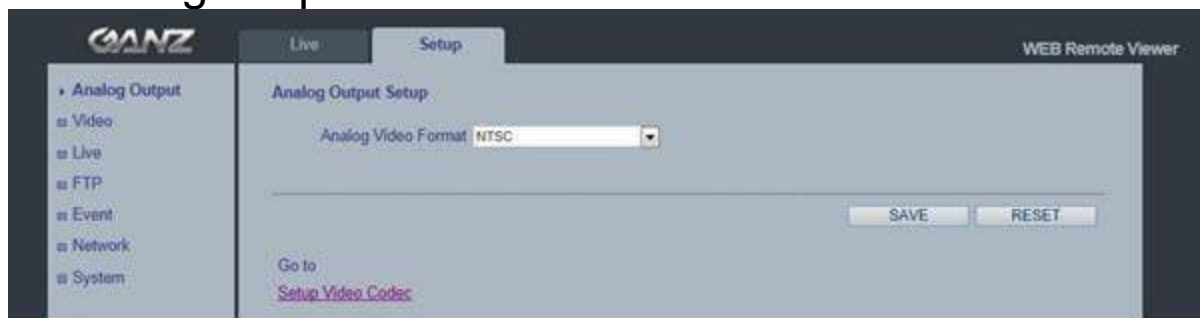 GANZ
Live
Setup
WEB Remote Viewer
Analog Output
Video
Live
FTP
Event
Network
System
Analog Output Setup
Analog Video Format NTSC
SAVE
RESET
Go to
Setup Video Codec